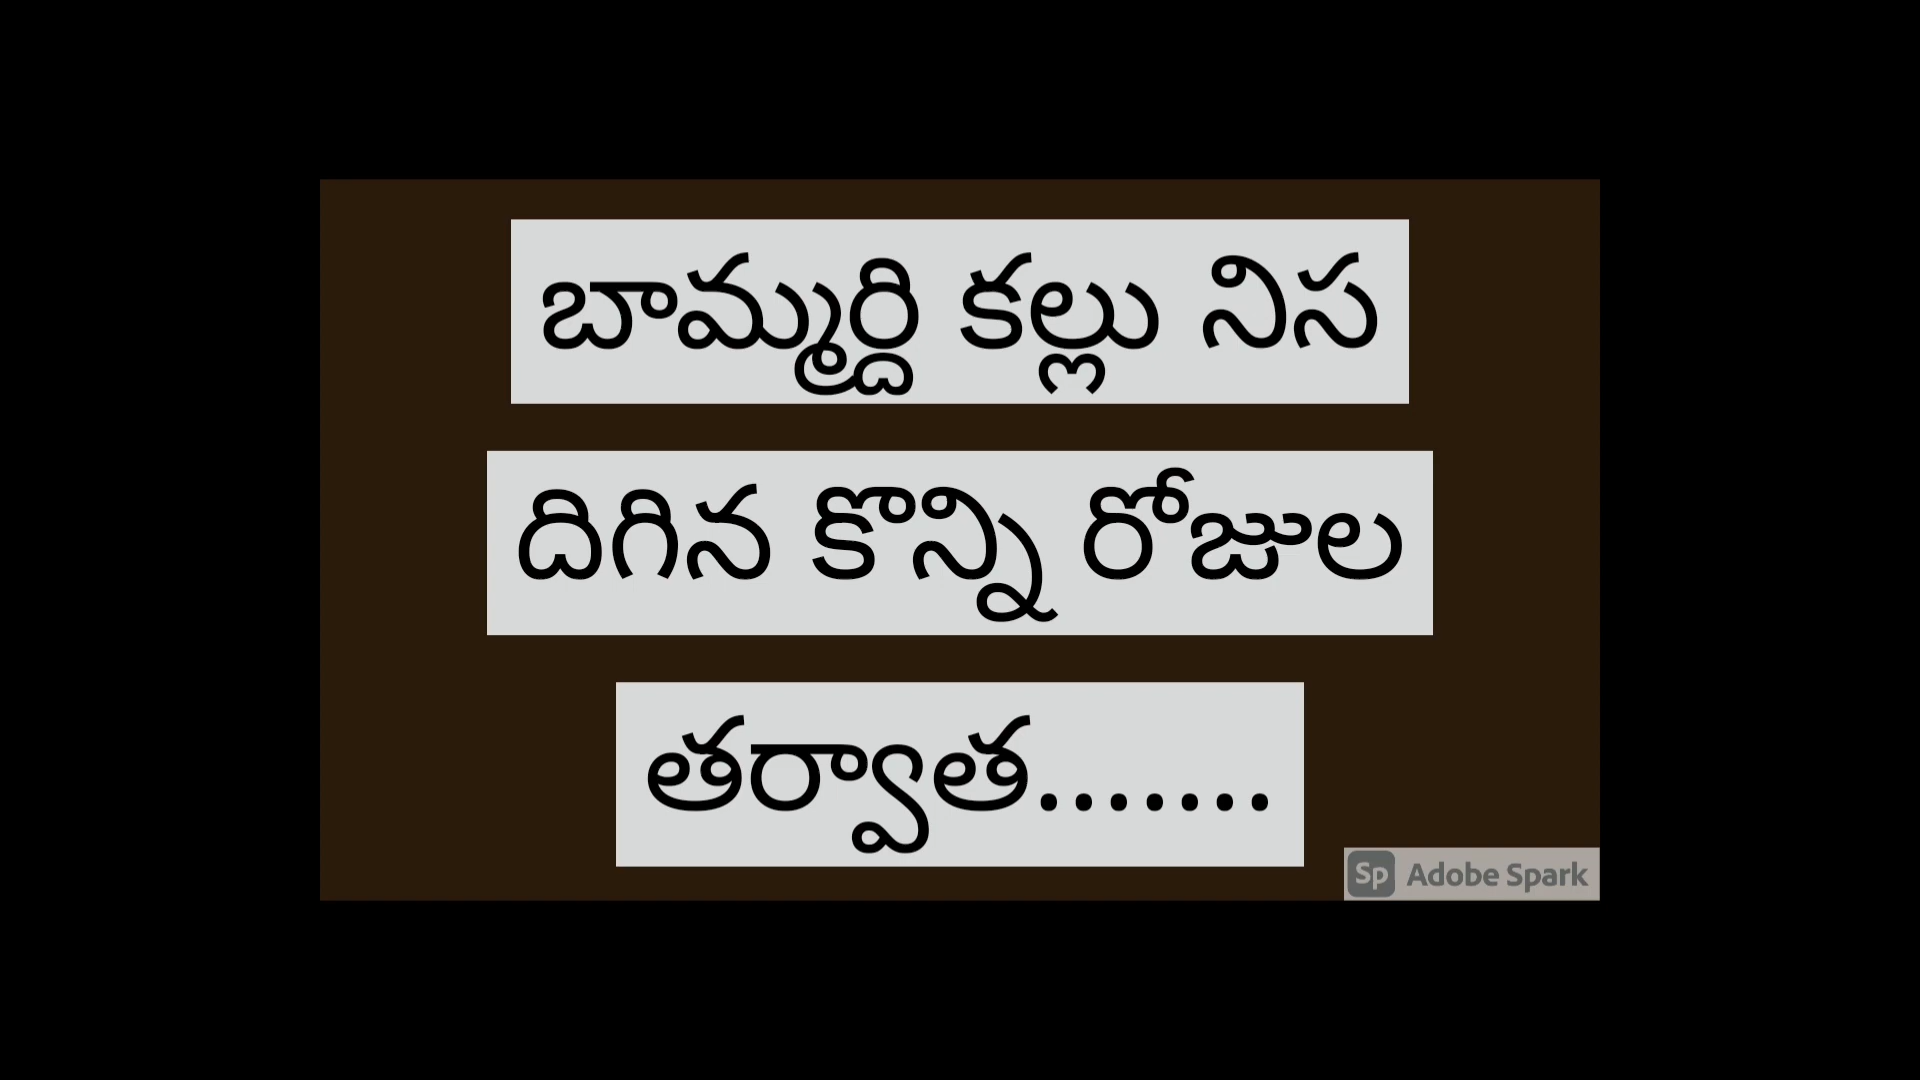 బామ్మర్ది కల్లు నిస
దిగిన కొన్ని రోజుల
తర్వాత.......
Sp Adobe Spark